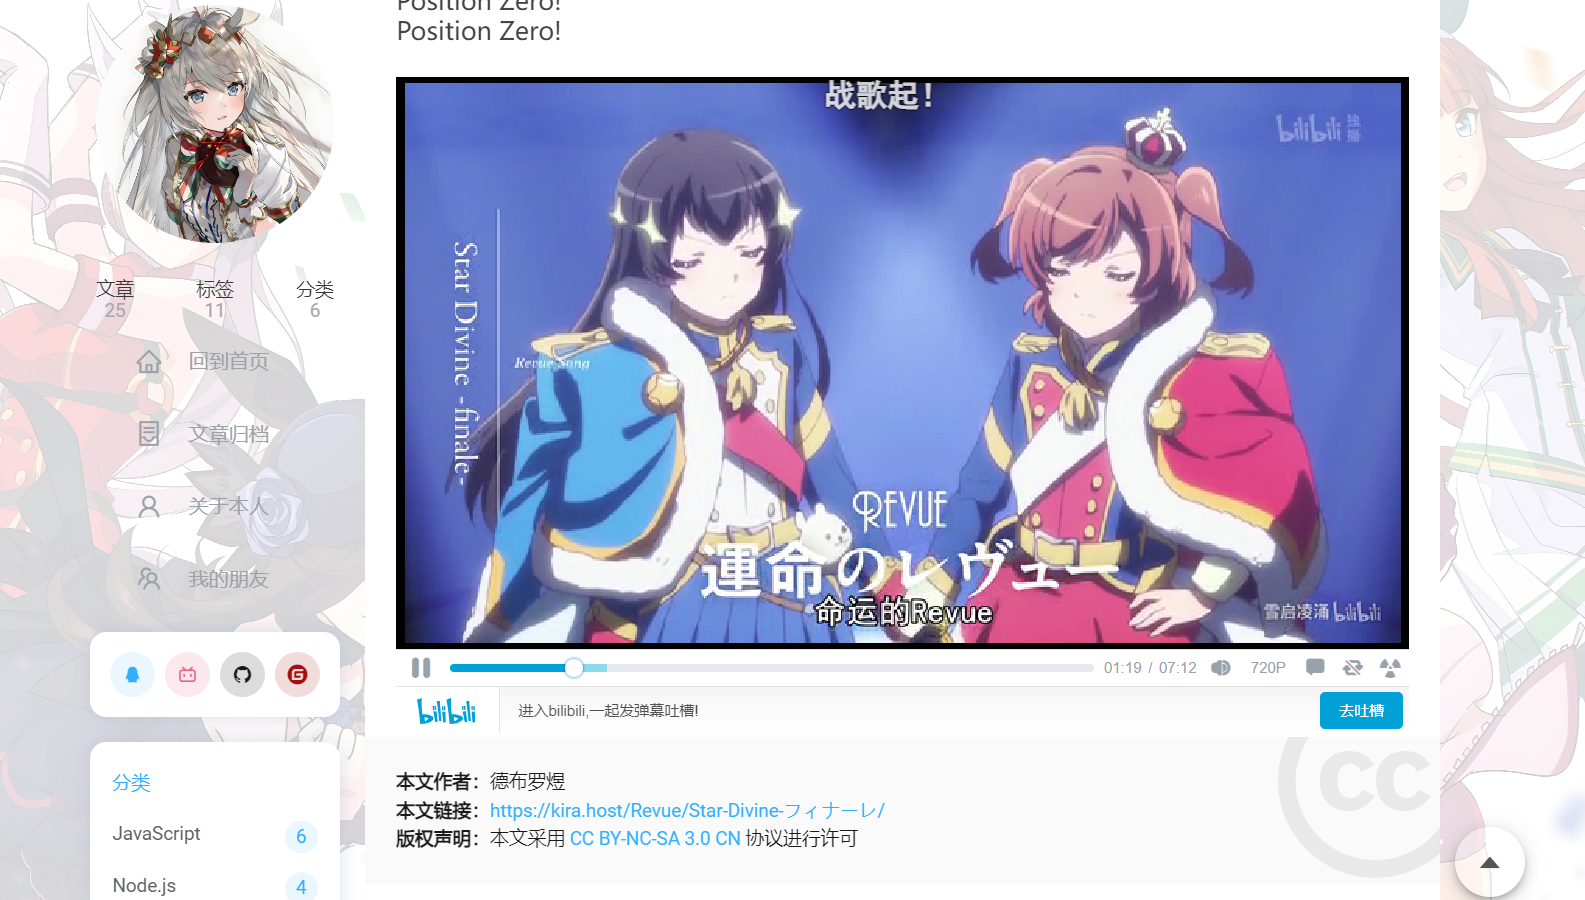 Position Zero!
Position Zero!
文章
25
标签
11
分类
6
回到首页
文章归档
关于本人
我的朋友
分类
JavaScript
6
Node.js
4
战歌起！
bilibili 独播
Star Divine -finale-
Revue Song
REVUE
運命のレヴュー
命运的Revue
雪启凌涌 bilibili
01:19 / 07:12
720P
bilibili
进入bilibili,一起发弹幕吐槽!
去吐槽
本文作者：德布罗煜
本文链接：https://kira.host/Revue/Star-Divine-フィナーレ/
版权声明：本文采用 CC BY-NC-SA 3.0 CN 协议进行许可
cc